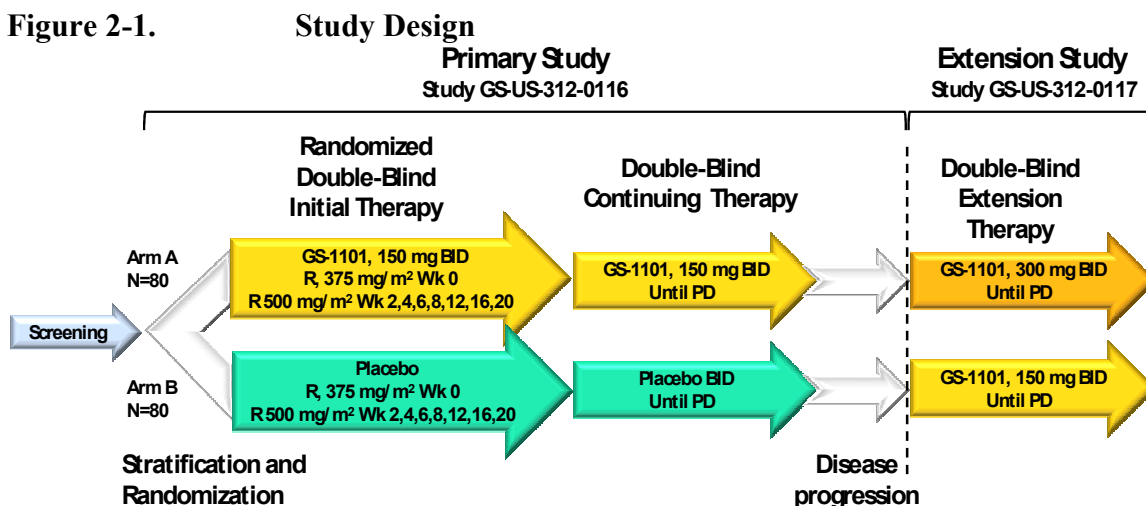 Figure 2-1. Study Design
Primary Study
Study GS-US-312-0116
Extension Study
Study GS-US-312-0117
Randomized
Double-Blind
Initial Therapy
Double-Blind
Continuing Therapy
Double-Blind
Extension
Therapy
Screening
Arm A
N=80
GS-1101, 150 mg BID
R, 375 mg/m² Wk 0
R 500 mg/m² Wk 2,4,6,8,12,16,20
GS-1101, 150 mg BID
Until PD
GS-1101, 300 mg BID
Until PD
Arm B
N=80
Placebo
R, 375 mg/m² Wk 0
R 500 mg/m² Wk 2,4,6,8,12,16,20
Placebo BID
Until PD
GS-1101, 150 mg BID
Until PD
Stratification and
Randomization
Disease
progression